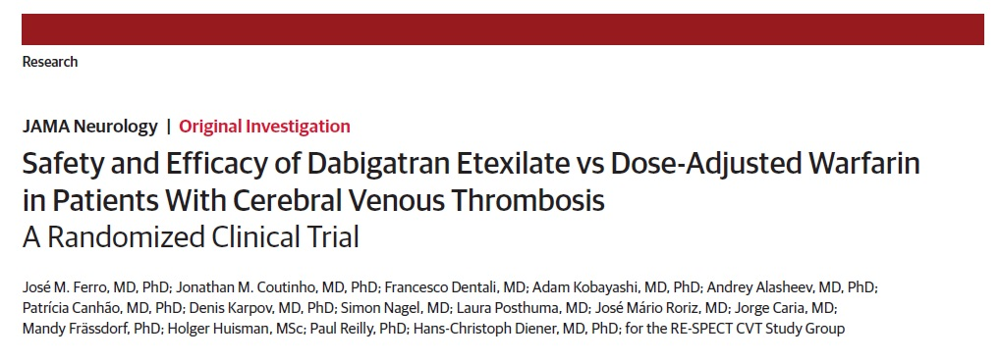 Research
JAMA Neurology | Original Investigation
Safety and Efficacy of Dabigatran Etexilate vs Dose-Adjusted Warfarin
in Patients With Cerebral Venous Thrombosis
A Randomized Clinical Trial
José M. Ferro, MD, PhD; Jonathan M. Coutinho, MD, PhD; Francesco Dentali, MD; Adam Kobayashi, MD, PhD; Andrey Alasheev, MD, PhD;
Patrícia Canhão, MD, PhD; Denis Karpov, MD, PhD; Simon Nagel, MD; Laura Posthuma, MD; José Mário Roriz, MD; Jorge Caria, MD;
Mandy Frässdorf, PhD; Holger Huisman, MSc; Paul Reilly, PhD; Hans-Christoph Diener, MD, PhD; for the RE-SPECT CVT Study Group